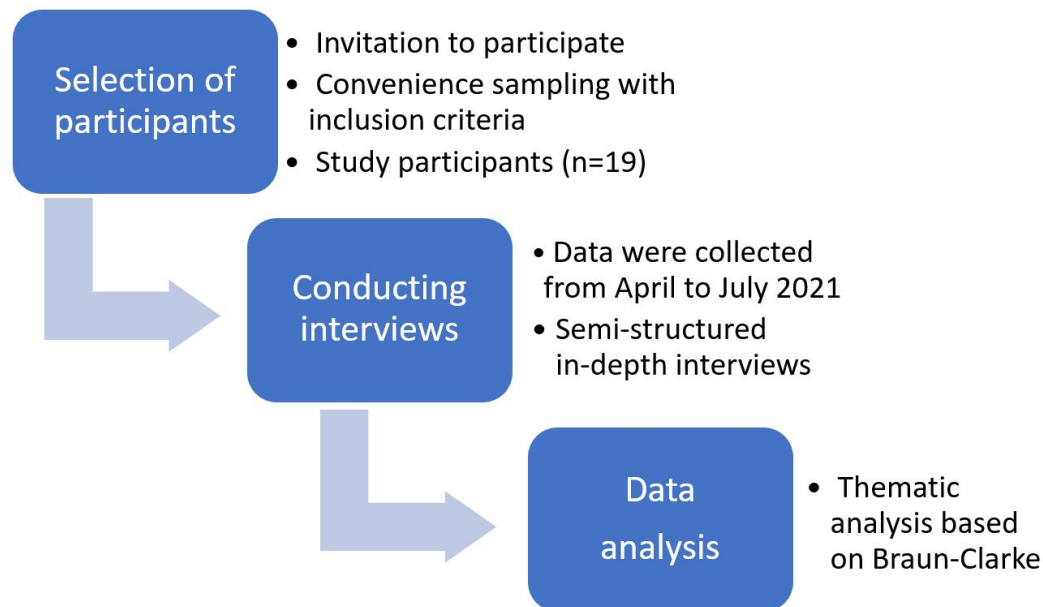 Selection of
participants
• Invitation to participate
• Convenience sampling with
inclusion criteria
• Study participants (n=19)
Conducting
interviews
• Data were collected
from April to July 2021
• Semi-structured
in-depth interviews
Data
analysis
• Thematic
analysis based
on Braun-Clarke